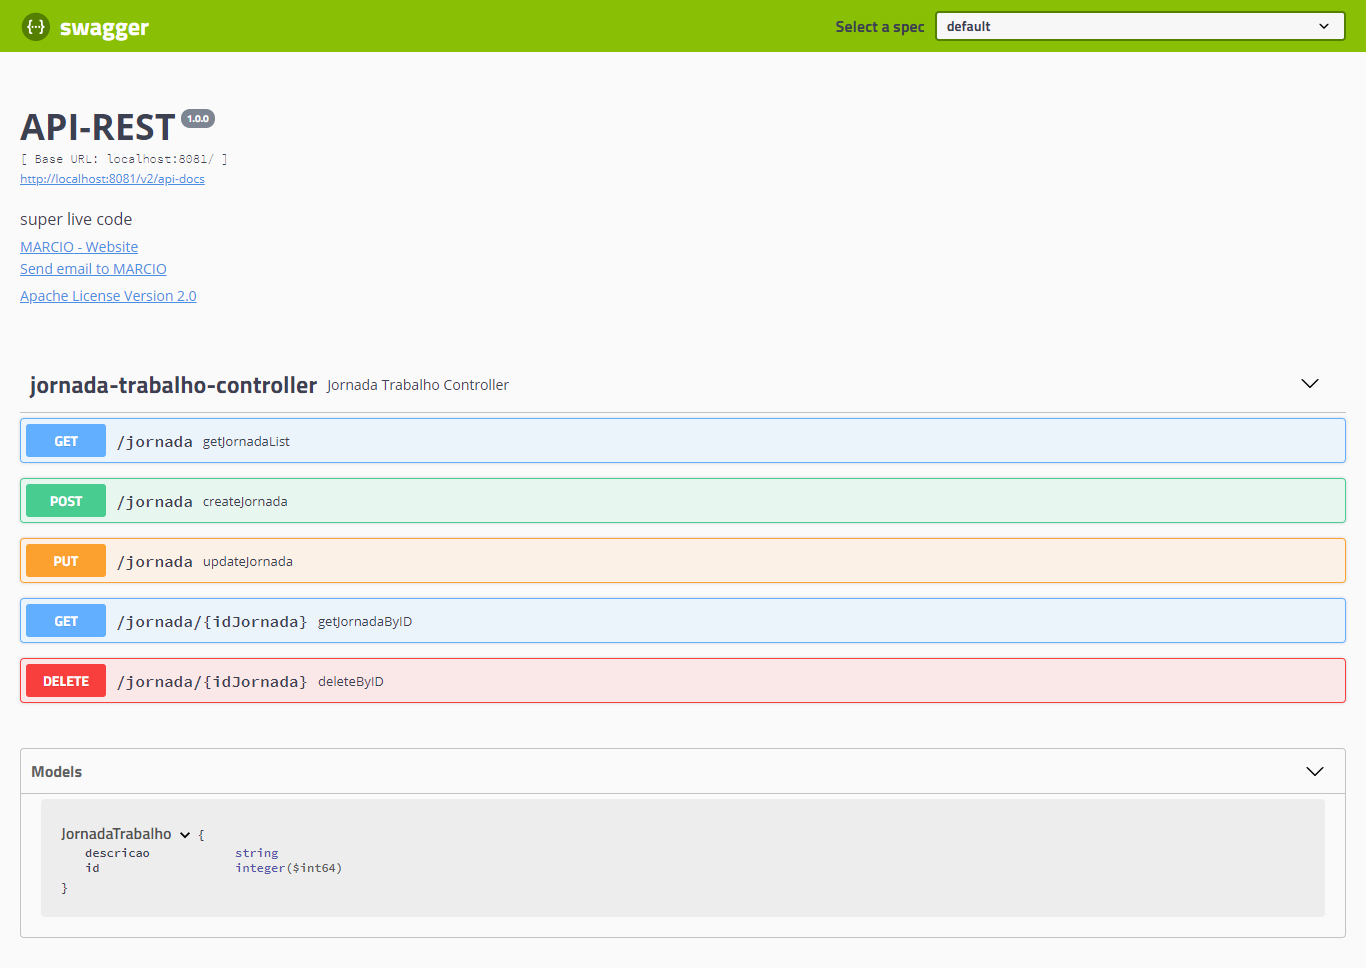 swagger
Select a spec default
API-REST 1.0.0
[ Base URL: localhost:8081/ ]
http://localhost:8081/v2/api-docs
super live code
MARCIO - Website
Send email to MARCIO
Apache License Version 2.0
jornada-trabalho-controller Jornada Trabalho Controller
GET /jornada getJornadaList
POST /jornada createJornada
PUT /jornada updateJornada
GET /jornada/{idJornada} getJornadaByID
DELETE /jornada/{idJornada} deleteByID
Models
JornadaTrabalho {
descricao string
id integer($int64)
}